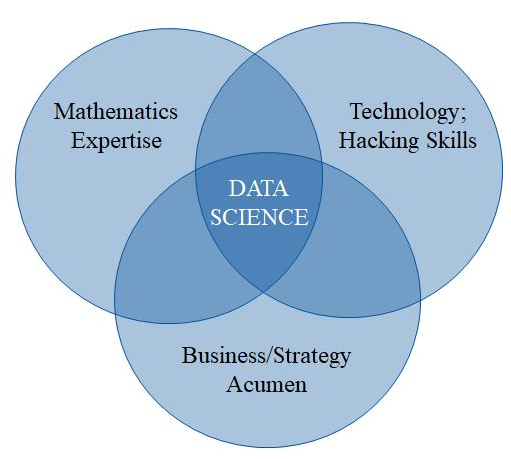 Mathematics
Expertise
Technology;
Hacking Skills
DATA
SCIENCE
Business/Strategy
Acumen